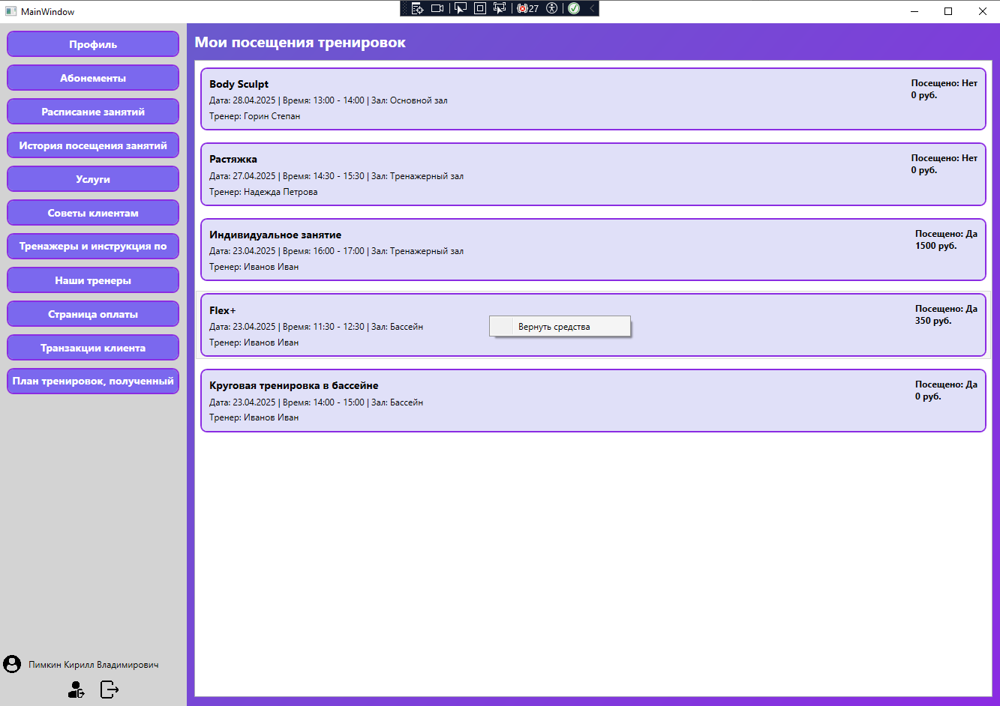 MainWindow
27
Профиль
Абонементы
Расписание занятий
История посещения занятий
Услуги
Советы клиентам
Тренажеры и инструкция по
Наши тренеры
Страница оплаты
Транзакции клиента
План тренировок, полученный
Пимкин Кирилл Владимирович
Мои посещения тренировок
Body Sculpt
Дата: 28.04.2025 | Время: 13:00 - 14:00 | Зал: Основной зал
Тренер: Горин Степан
Посещено: Нет
0 руб.
Растяжка
Дата: 27.04.2025 | Время: 14:30 - 15:30 | Зал: Тренажерный зал
Тренер: Надежда Петрова
Посещено: Нет
0 руб.
Индивидуальное занятие
Дата: 23.04.2025 | Время: 16:00 - 17:00 | Зал: Тренажерный зал
Тренер: Иванов Иван
Посещено: Да
1500 руб.
Flex+
Дата: 23.04.2025 | Время: 11:30 - 12:30 | Зал: Бассейн
Тренер: Иванов Иван
Посещено: Да
350 руб.
Вернуть средства
Круговая тренировка в бассейне
Дата: 23.04.2025 | Время: 14:00 - 15:00 | Зал: Бассейн
Тренер: Иванов Иван
Посещено: Да
0 руб.